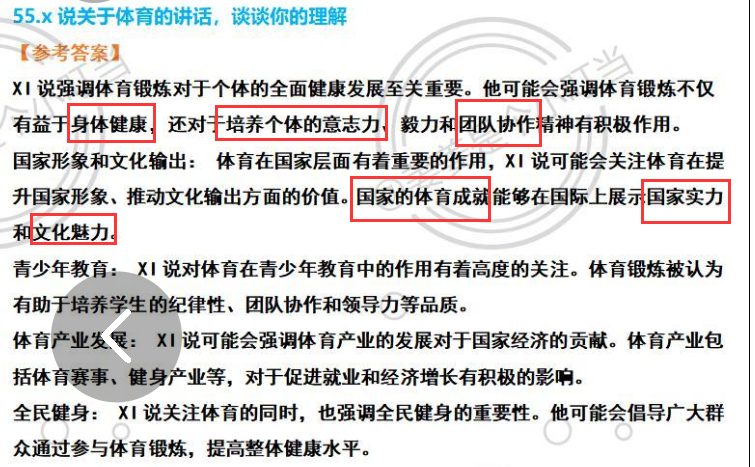 55.x 说关于体育的讲话，谈谈你的理解
【参考答案】
XI 说强调体育锻炼对于个体的全面健康发展至关重要。他可能会强调体育锻炼不仅
有益于身体健康，还对于培养个体的意志力、毅力和团队协作精神有积极作用。
国家形象和文化输出： 体育在国家层面有着重要的作用，XI 说可能会关注体育在提
升国家形象、推动文化输出方面的价值。国家的体育成就能够在国际上展示国家实力
和文化魅力。
青少年教育： XI 说对体育在青少年教育中的作用有着高度的关注。体育锻炼被认为
有助于培养学生的纪律性、团队协作和领导力等品质。
体育产业发展： XI 说可能会强调体育产业的发展对于国家经济的贡献。体育产业包
括体育赛事、健身产业等，对于促进就业和经济增长有积极的影响。
全民健身： XI 说关注体育的同时，也强调全民健身的重要性。他可能会倡导广大群
众通过参与体育锻炼，提高整体健康水平。